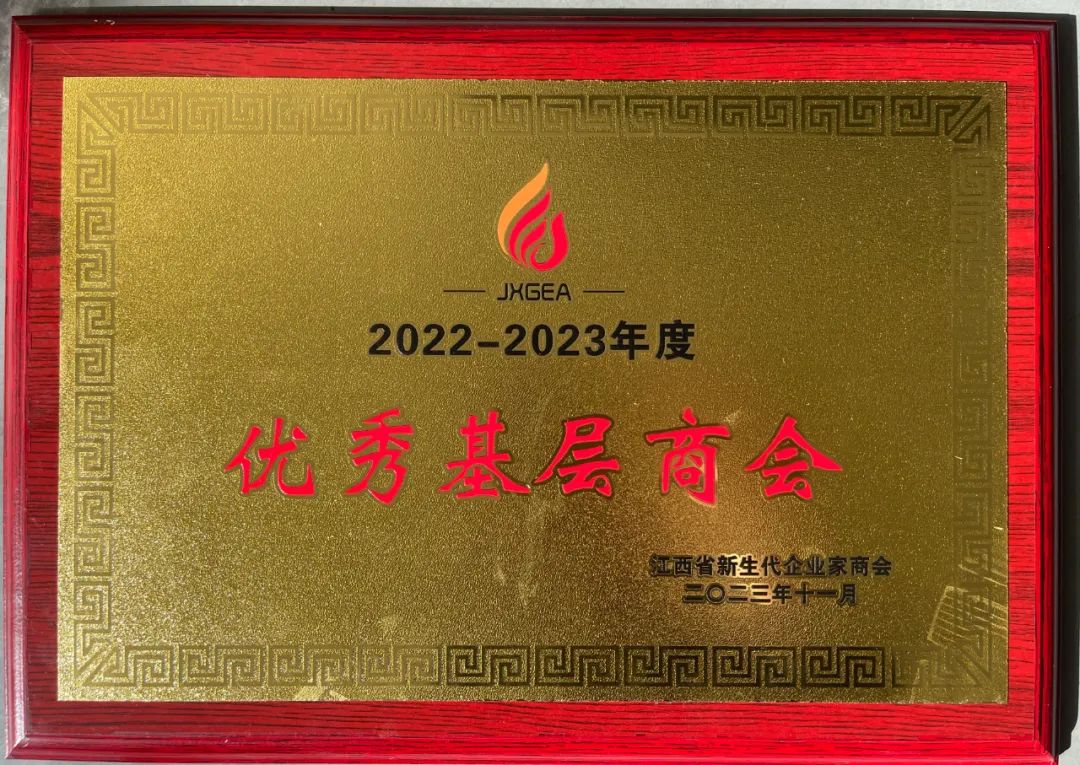 JXGEA
2022-2023年度
优秀基层商会
江西省新生代企业家商会
二〇二三年十一月